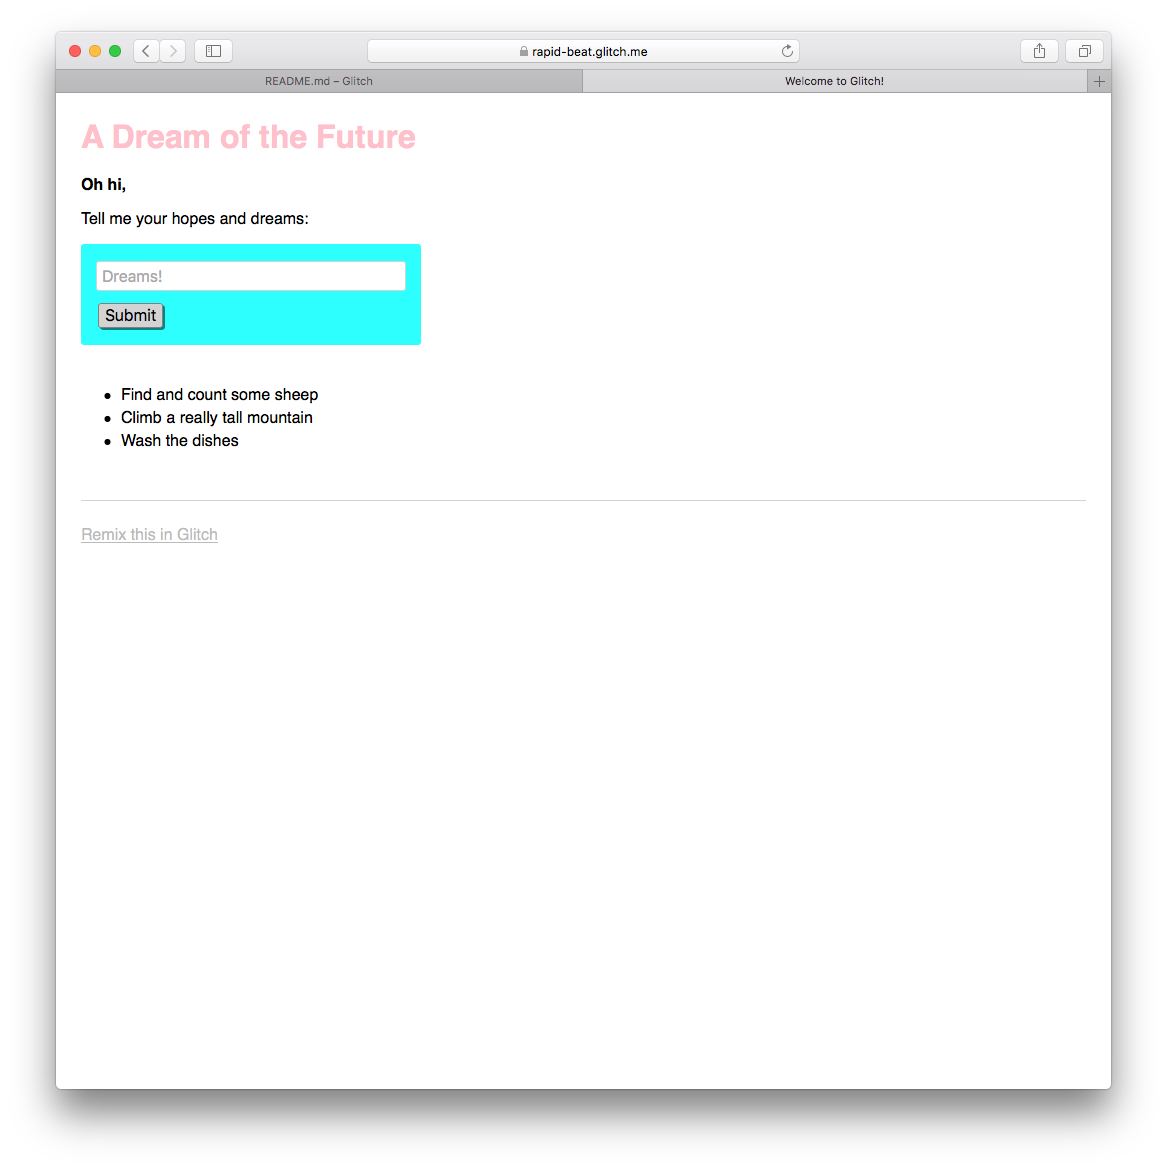 rapid-beat.glitch.me
README.md – Glitch
Welcome to Glitch!
A Dream of the Future
Oh hi,
Tell me your hopes and dreams:
Dreams!
Submit
Find and count some sheep
Climb a really tall mountain
Wash the dishes
Remix this in Glitch